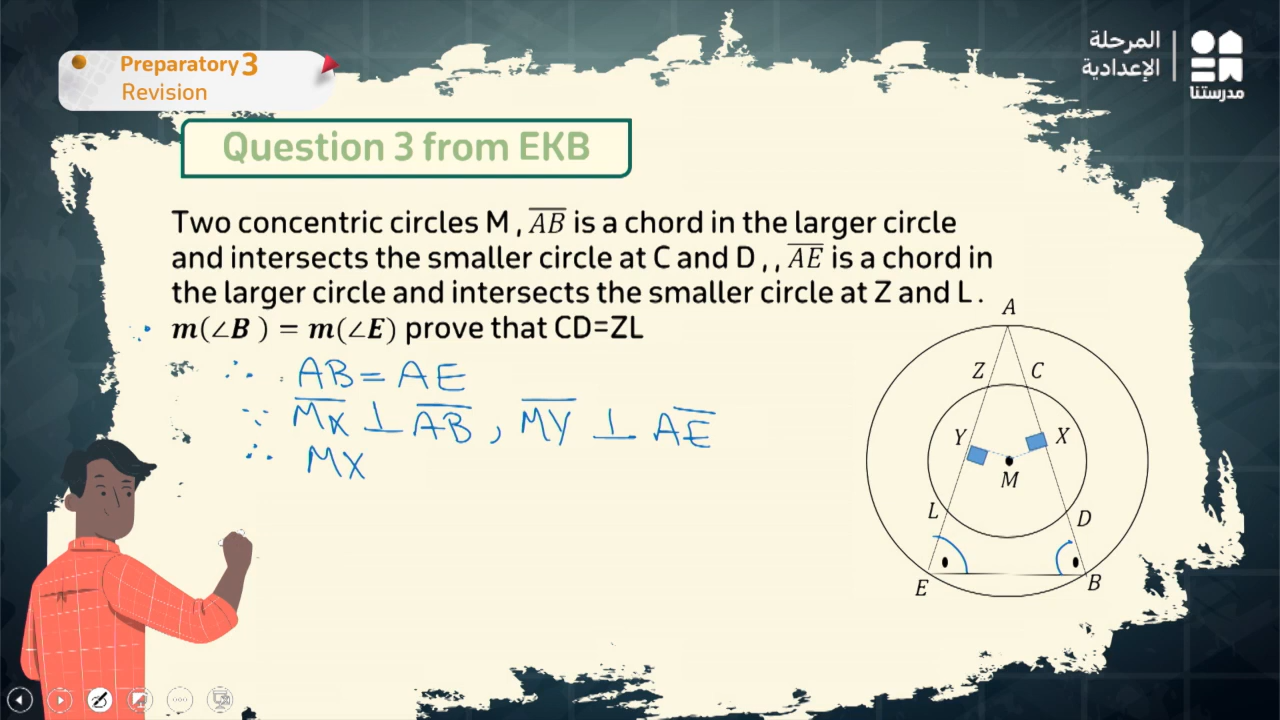 المرحلة
الإعدادية
مدرستنا
Preparatory 3
Revision
Question 3 from EKB
Two concentric circles M , AB is a chord in the larger circle
and intersects the smaller circle at C and D , , AE is a chord in
the larger circle and intersects the smaller circle at Z and L .
m(∠B ) = m(∠E) prove that CD=ZL
∴ AB = AE
∵ MX ⊥ AB , MY ⊥ AE
∴ MX
A
Z C
Y X
M
L D
E B